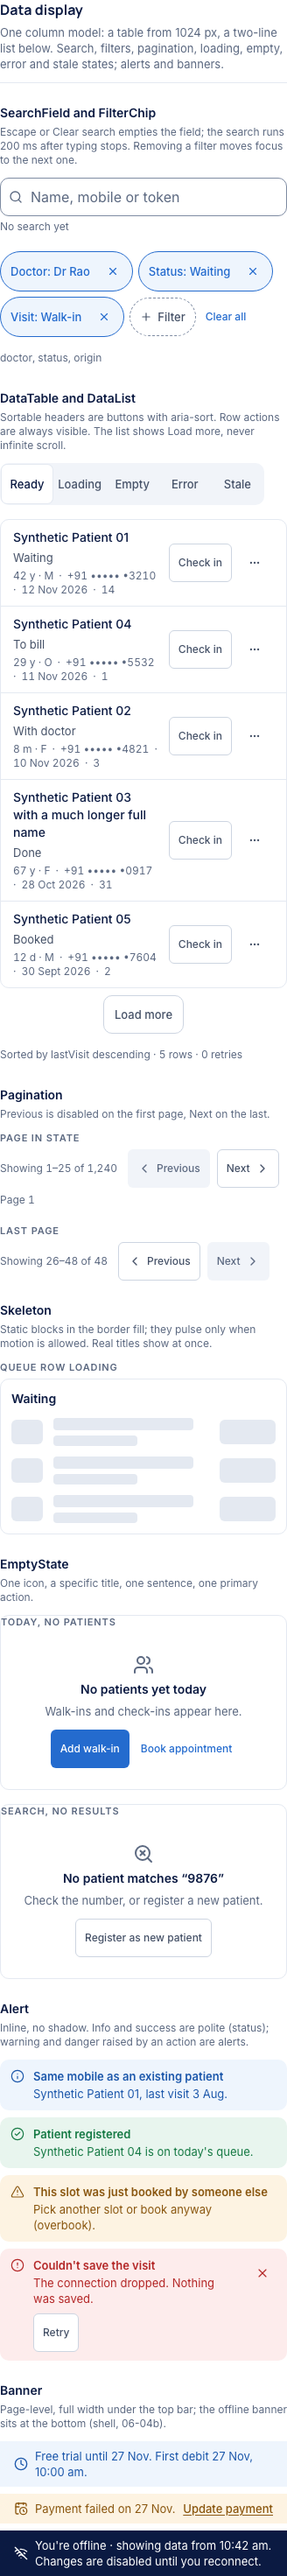 Data display
One column mode: a table from 1024 px, a two-line
list below. Search, filters, pagination, loading, empty,
error and stale states; alerts and banners.
SearchField and FilterChip
Escape or Clear search empties the field; the search runs
200 ms after typing stops. Removing a filter moves focus
to the next one.
Name, mobile or token
No search yet
Doctor: Dr Rao
Status: Waiting
Visit: Walk-in
Filter
Clear all
doctor, status, origin
DataTable and DataList
Sortable headers are buttons with aria-sort. Row actions
are always visible. The list shows Load more, never
infinite scroll.
Ready Loading Empty Error Stale
Synthetic Patient 01
Waiting
42 y · M · +91 ••••• •3210
· 12 Nov 2026 · 14
Check in
Synthetic Patient 04
To bill
29 y · O · +91 ••••• •5532
· 11 Nov 2026 · 1
Check in
Synthetic Patient 02
With doctor
8 m · F · +91 ••••• •4821 ·
10 Nov 2026 · 3
Check in
Synthetic Patient 03
with a much longer full
name
Done
67 y · F · +91 ••••• •0917
· 28 Oct 2026 · 31
Check in
Synthetic Patient 05
Booked
12 d · M · +91 ••••• •7604
· 30 Sept 2026 · 2
Check in
Load more
Sorted by lastVisit descending · 5 rows · 0 retries
Pagination
Previous is disabled on the first page, Next on the last.
PAGE IN STATE
Showing 1–25 of 1,240
Previous
Next
Page 1
LAST PAGE
Showing 26–48 of 48
Previous
Next
Skeleton
Static blocks in the border fill; they pulse only when
motion is allowed. Real titles show at once.
QUEUE ROW LOADING
Waiting
EmptyState
One icon, a specific title, one sentence, one primary
action.
TODAY, NO PATIENTS
No patients yet today
Walk-ins and check-ins appear here.
Add walk-in
Book appointment
SEARCH, NO RESULTS
No patient matches “9876”
Check the number, or register a new patient.
Register as new patient
Alert
Inline, no shadow. Info and success are polite (status);
warning and danger raised by an action are alerts.
Same mobile as an existing patient
Synthetic Patient 01, last visit 3 Aug.
Patient registered
Synthetic Patient 04 is on today's queue.
This slot was just booked by someone else
Pick another slot or book anyway
(overbook).
Couldn't save the visit
The connection dropped. Nothing
was saved.
Retry
Banner
Page-level, full width under the top bar; the offline banner
sits at the bottom (shell, 06-04b).
Free trial until 27 Nov. First debit 27 Nov,
10:00 am.
Payment failed on 27 Nov. Update payment
You're offline · showing data from 10:42 am.
Changes are disabled until you reconnect.